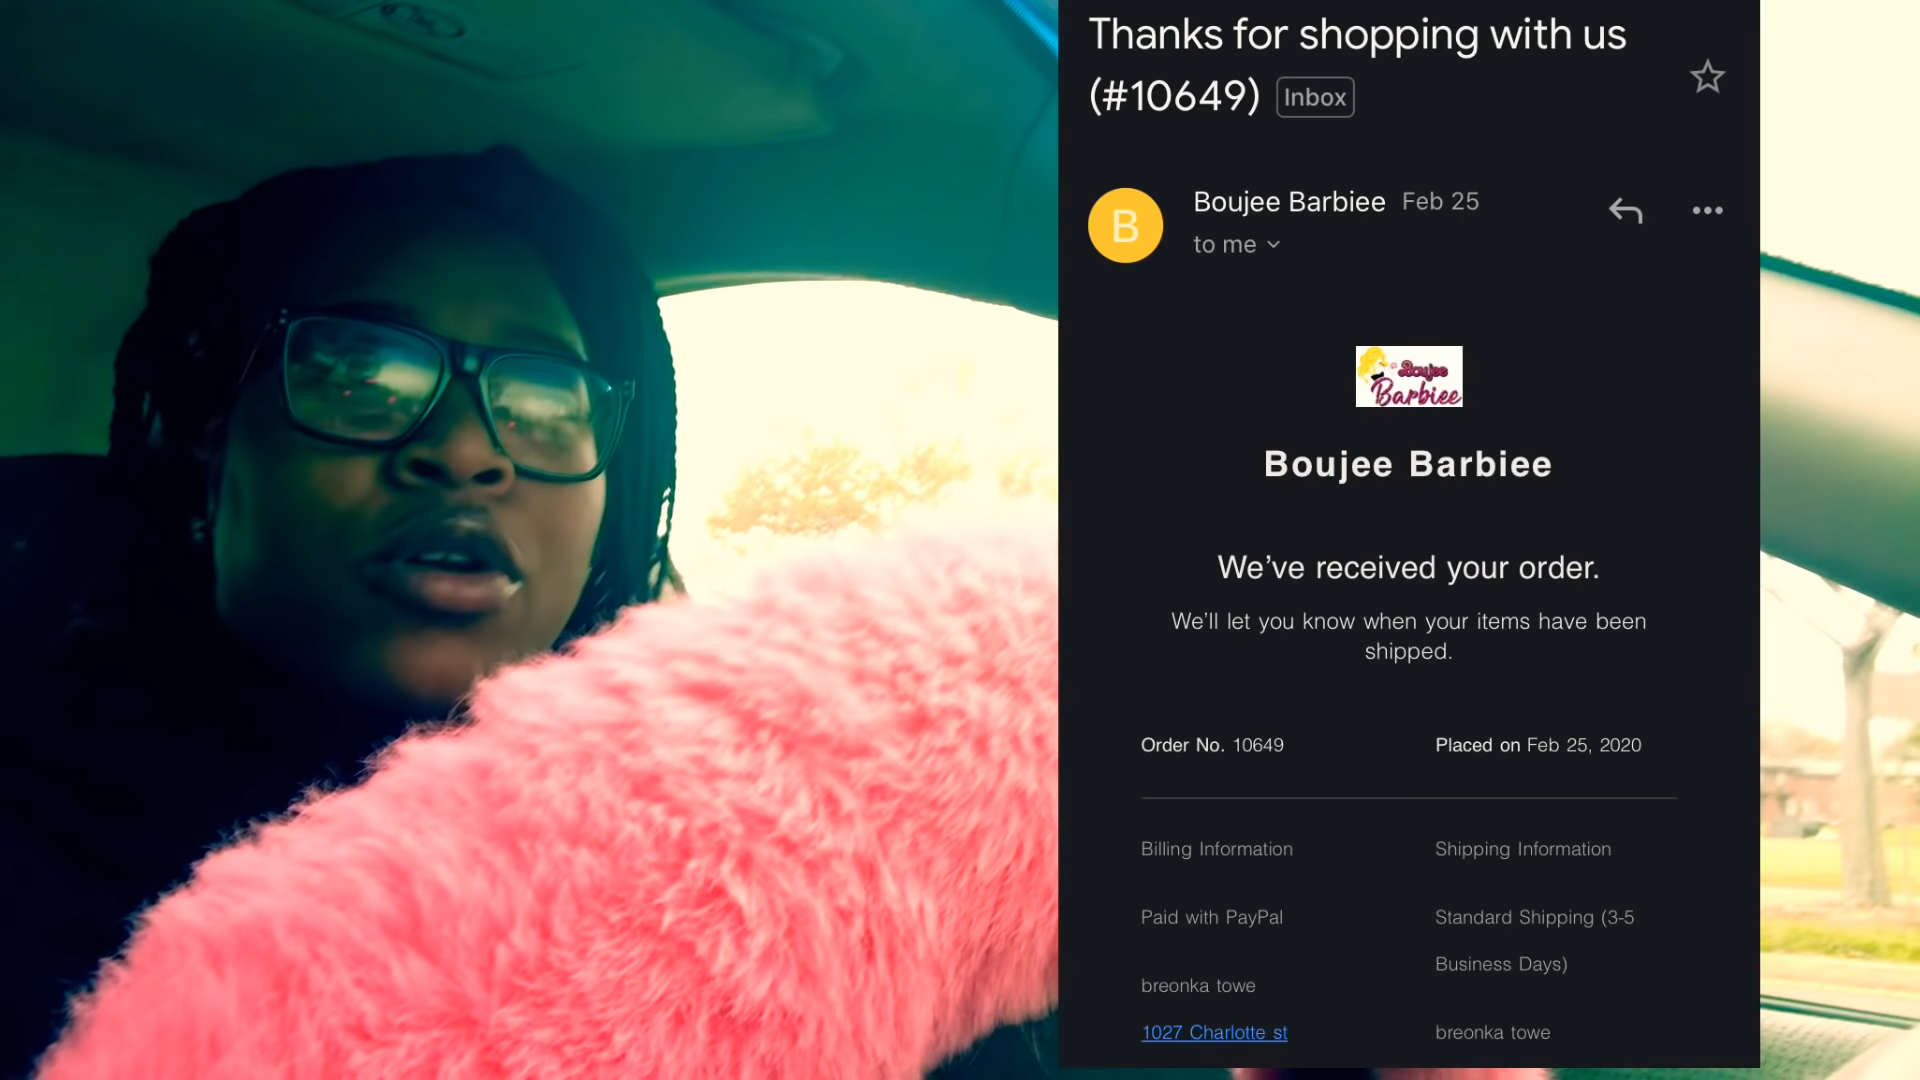 Thanks for shopping with us
(#10649) Inbox
B
Boujee Barbiee Feb 25
to me
Boujee
Barbiee
Boujee Barbiee
We've received your order.
We'll let you know when your items have been
shipped.
Order No. 10649
Placed on Feb 25, 2020
Billing Information
Shipping Information
Paid with PayPal
Standard Shipping (3-5
Business Days)
breonka towe
1027 Charlotte st
breonka towe